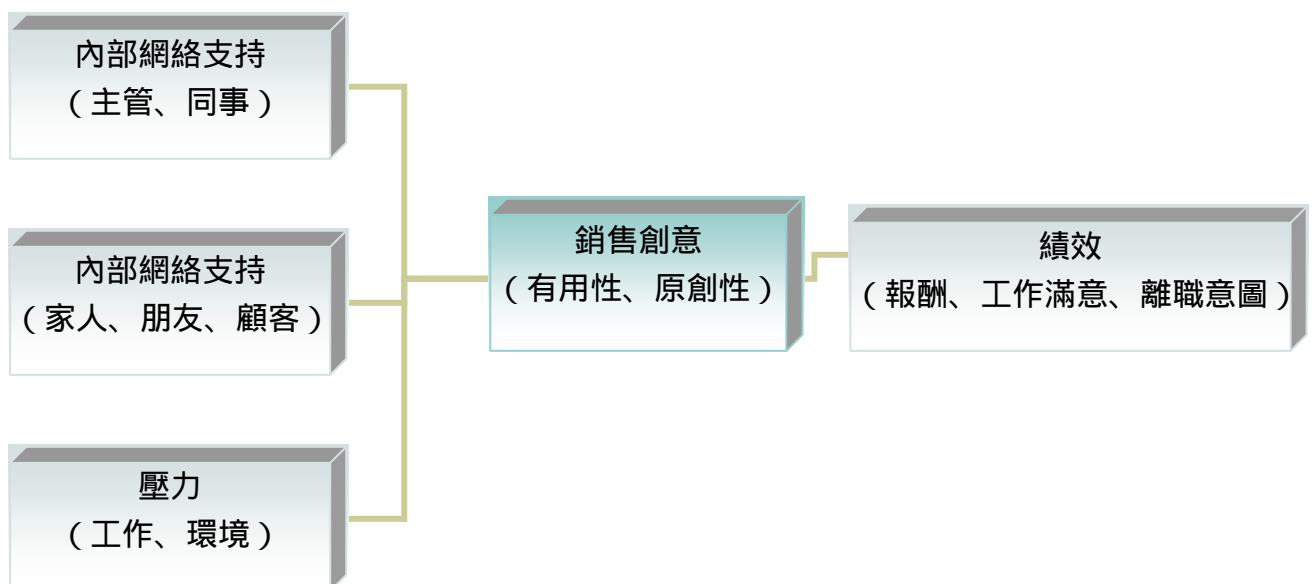 內部網絡支持
（主管、同事）
內部網絡支持
（家人、朋友、顧客）
壓力
（工作、環境）
銷售創意
（有用性、原創性）
績效
（報酬、工作滿意、離職意圖）